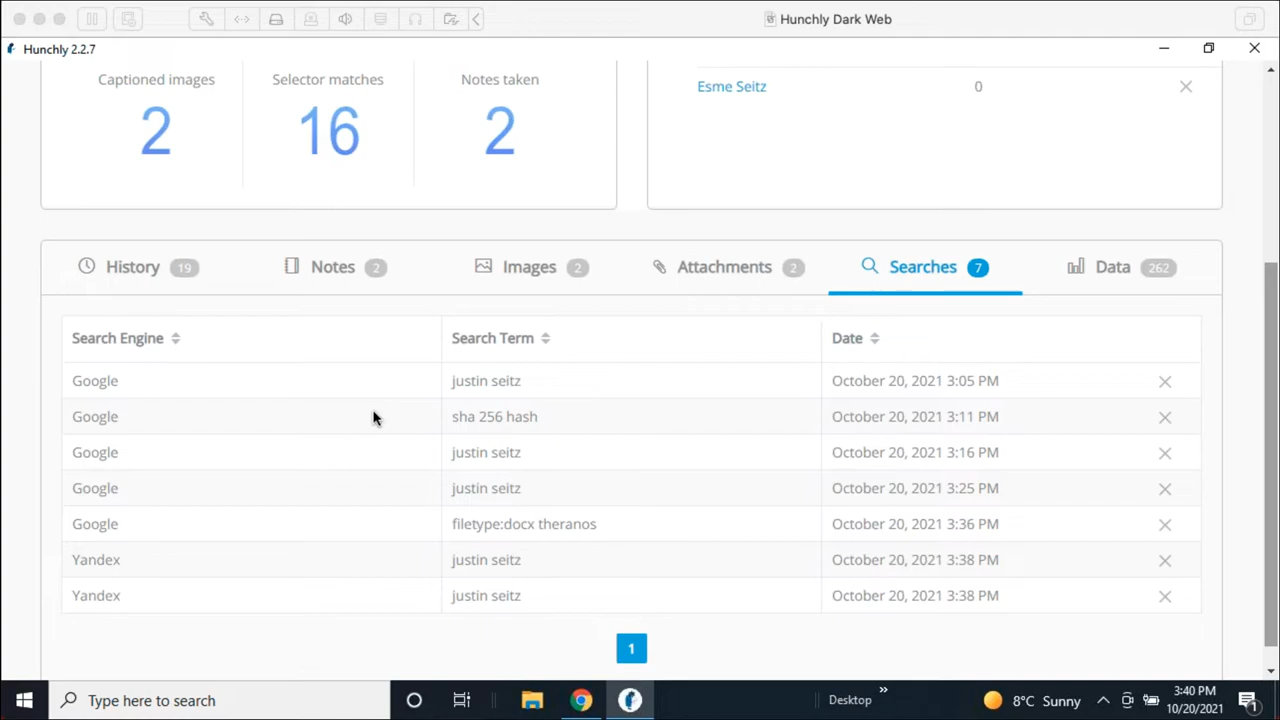 Hunchly Dark Web
Hunchly 2.2.7
Captioned images Selector matches Notes taken
2 16 2
Esme Seitz 0
History 19 Notes 2 Images 2 Attachments 2 Searches 7 Data 262
Search Engine Search Term Date
Google justin seitz October 20, 2021 3:05 PM
Google sha 256 hash October 20, 2021 3:11 PM
Google justin seitz October 20, 2021 3:16 PM
Google justin seitz October 20, 2021 3:25 PM
Google filetype:docx theranos October 20, 2021 3:36 PM
Yandex justin seitz October 20, 2021 3:38 PM
Yandex justin seitz October 20, 2021 3:38 PM
1
Type here to search Desktop 8°C Sunny 3:40 PM
10/20/2021 1